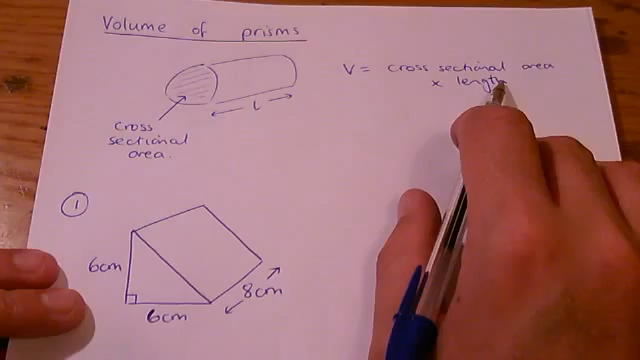 Volume of prisms
V = cross sectional area
x length
L
cross
sectional
area.
1
6cm
8cm
6cm